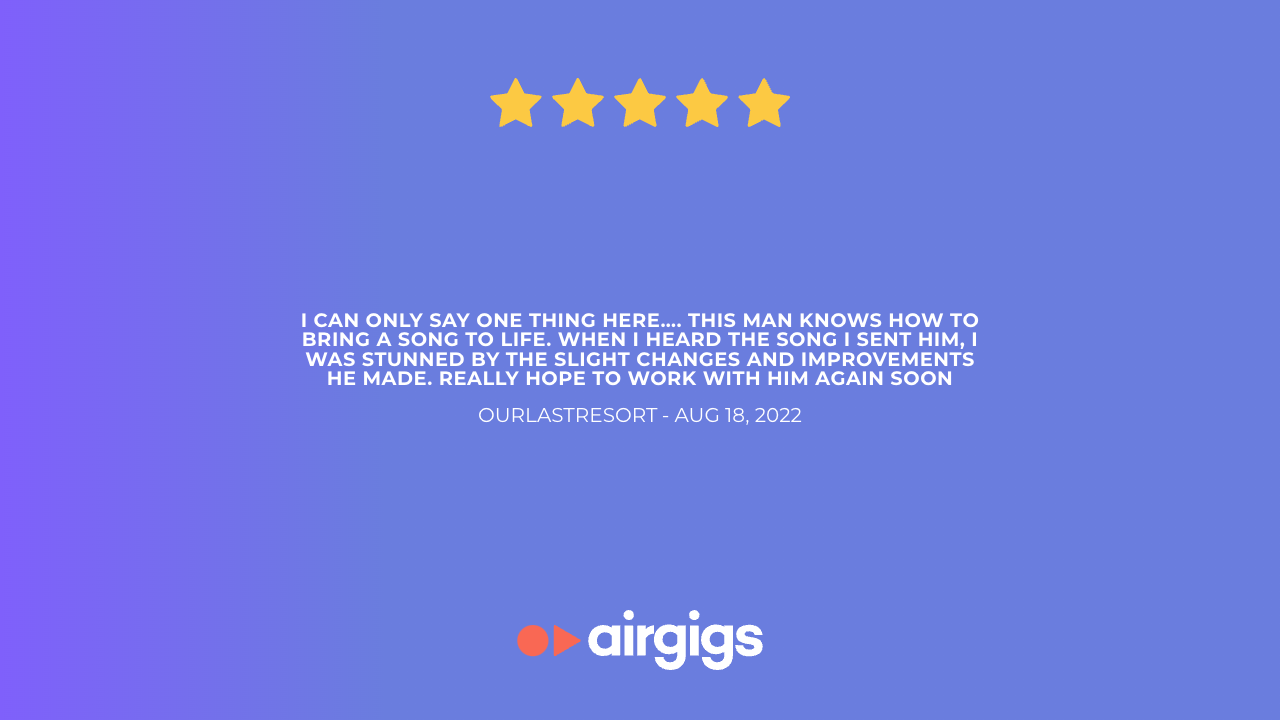 I CAN ONLY SAY ONE THING HERE.... THIS MAN KNOWS HOW TO
BRING A SONG TO LIFE. WHEN I HEARD THE SONG I SENT HIM, I
WAS STUNNED BY THE SLIGHT CHANGES AND IMPROVEMENTS
HE MADE. REALLY HOPE TO WORK WITH HIM AGAIN SOON
OURLASTRESORT - AUG 18, 2022
airgigs